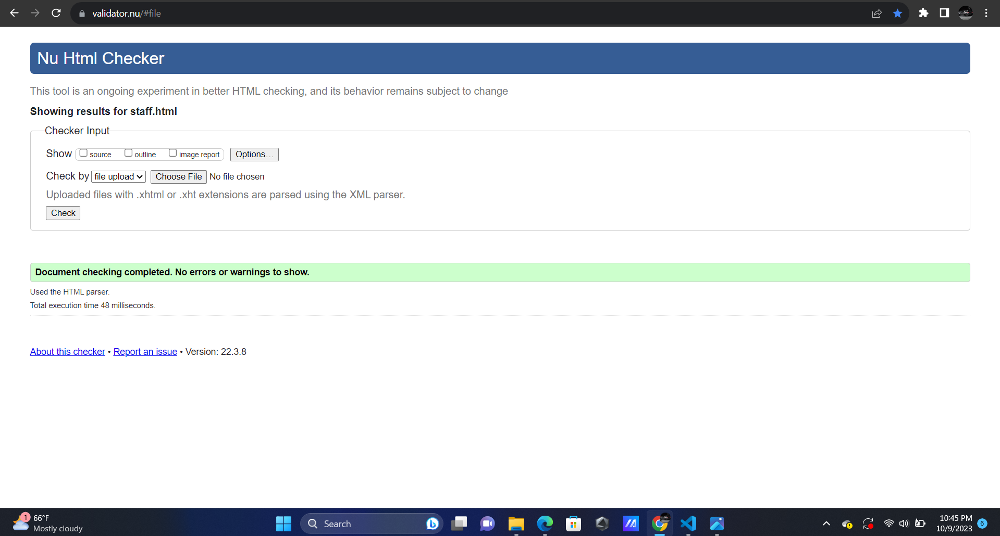 validator.nu/#file
Nu Html Checker
This tool is an ongoing experiment in better HTML checking, and its behavior remains subject to change
Showing results for staff.html
Checker Input
Show source outline image report Options...
Check by file upload Choose File No file chosen
Uploaded files with .xhtml or .xht extensions are parsed using the XML parser.
Check
Document checking completed. No errors or warnings to show.
Used the HTML parser.
Total execution time 48 milliseconds.
About this checker • Report an issue • Version: 22.3.8
1
66°F
Mostly cloudy
Search
10:45 PM
10/9/2023
6